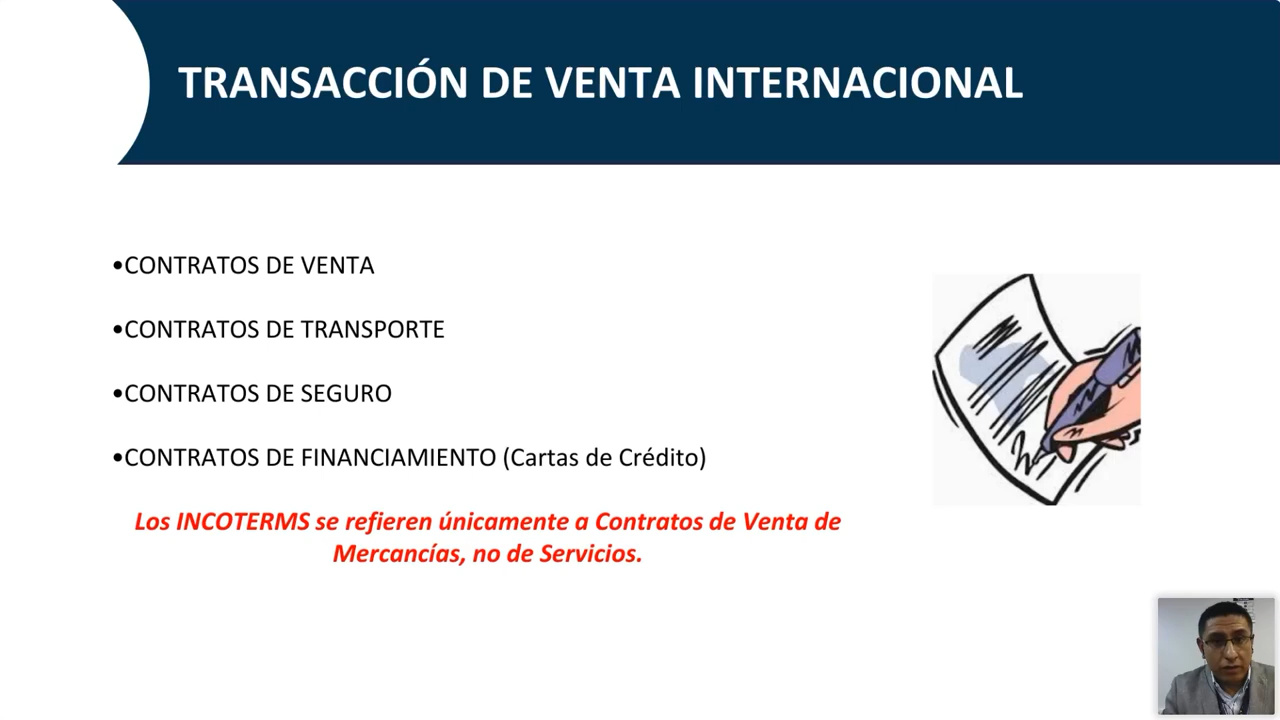 TRANSACCIÓN DE VENTA INTERNACIONAL
•CONTRATOS DE VENTA
•CONTRATOS DE TRANSPORTE
•CONTRATOS DE SEGURO
•CONTRATOS DE FINANCIAMIENTO (Cartas de Crédito)
Los INCOTERMS se refieren únicamente a Contratos de Venta de
Mercancías, no de Servicios.